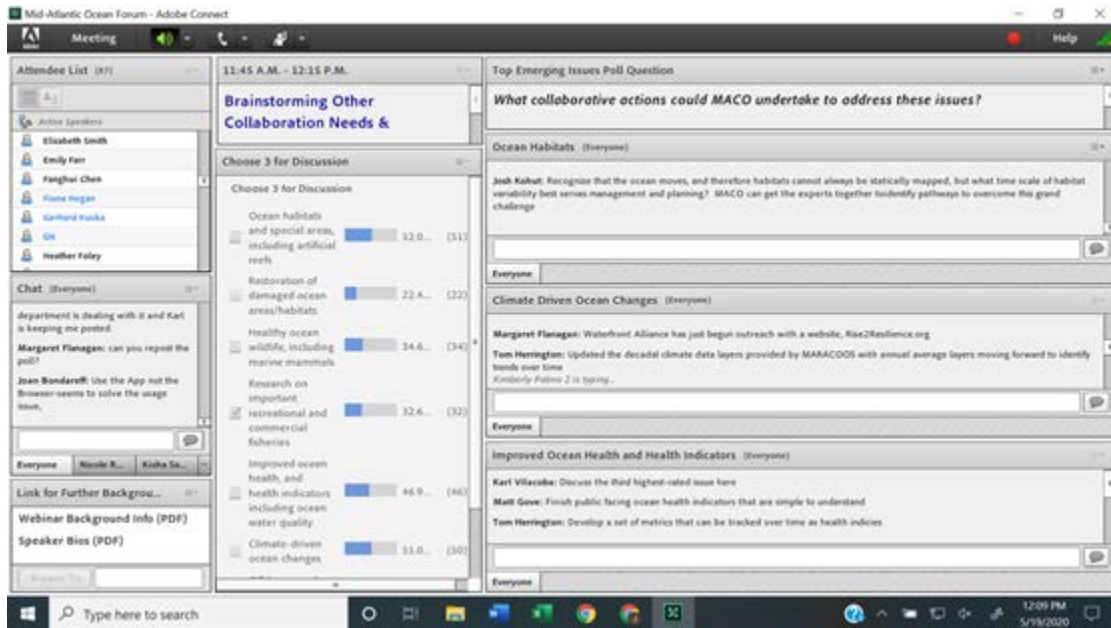 Mid-Atlantic Ocean Forum - Adobe Connect
Meeting
Help
Attendee List (87)
Active Speakers
Elizabeth Smith
Emily Farr
Fanghui Chen
Fiona Hogan
Gerhard Kuska
GN
Heather Foley
Chat (Everyone)
department is dealing with it and Karl
is keeping me posted.
Margaret Flanagan: can you repost the
poll?
Joan Bondareff: Use the App not the
Browser-seems to solve the usage
issue,
Everyone
Nicole R...
Kisha Sa...
Link for Further Backgrou...
Webinar Background Info (PDF)
Speaker Bios (PDF)
Browse To
11:45 A.M. - 12:15 P.M.
Brainstorming Other
Collaboration Needs &
Choose 3 for Discussion
Choose 3 for Discussion
Ocean habitats
and special areas,
including artificial
reefs
(51)
Restoration of
damaged ocean
areas/habitats
22.4... (22)
Healthy ocean
wildlife, including
marine mammals
34.6... (34)
Research on
important
recreational and
commercial
fisheries
32.6... (32)
Improved ocean
health, and
health indicators
including ocean
water quality
46.9... (46)
Climate-driven
ocean changes
(50)
Top Emerging Issues Poll Question
What collaborative actions could MACO undertake to address these issues?
Ocean Habitats (Everyone)
Josh Kohut: Recognize that the ocean moves, and therefore habitats cannot always be statically mapped, but what time scale of habitat
variability best serves management and planning? MACO can get the experts together toidentify pathways to overcome this grand
challenge
Everyone
Climate Driven Ocean Changes (Everyone)
Margaret Flanagan: Waterfront Alliance has just begun outreach with a website, Rise2Resilience.org
Tom Herrington: Updated the decadal climate data layers provided by MARACOOS with annual average layers moving forward to identify
trends over time
Kimberly 2 is typing...
Everyone
Improved Ocean Health and Health Indicators (Everyone)
Karl Vilacoba: Discuss the third highest-rated issue here
Matt Gove: Finish public facing ocean health indicators that are simple to understand
Tom Herrington: Develop a set of metrics that can be tracked over time as health indicies
Everyone
Type here to search
12:09 PM
5/19/2020